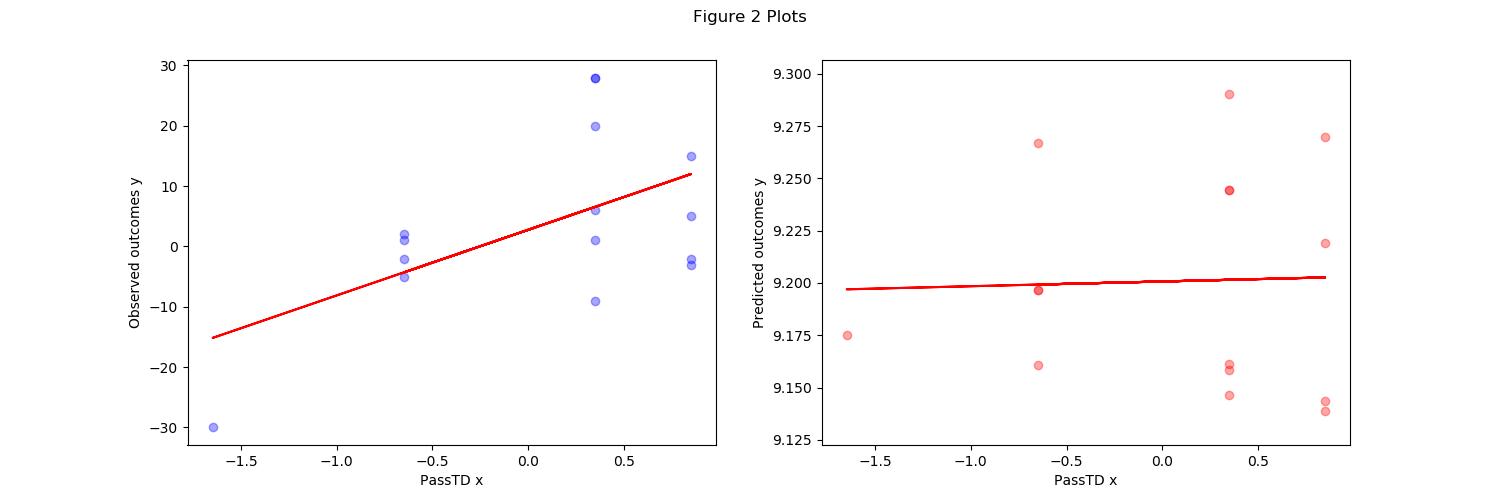 Figure 2 Plots
30
20
10
0
−10
−20
−30
Observed outcomes y
−1.5 −1.0 −0.5 0.0 0.5
PassTD x
9.300
9.275
9.250
9.225
9.200
9.175
9.150
9.125
Predicted outcomes y
−1.5 −1.0 −0.5 0.0 0.5
PassTD x